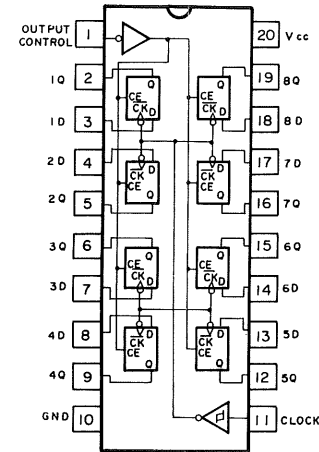 OUTPUT
CONTROL 1 20 Vcc
1Q 2 19 8Q
1D 3 18 8D
2D 4 17 7D
2Q 5 16 7Q
3Q 6 15 6Q
3D 7 14 6D
4D 8 13 5D
4Q 9 12 5Q
GND 10 11 CLOCK
Q Q
CE CE
CK D CK D
D D
CK CK
CE Q CE Q
Q Q
CE CE
CK D CK D
D D
CK CK
CE Q CE Q